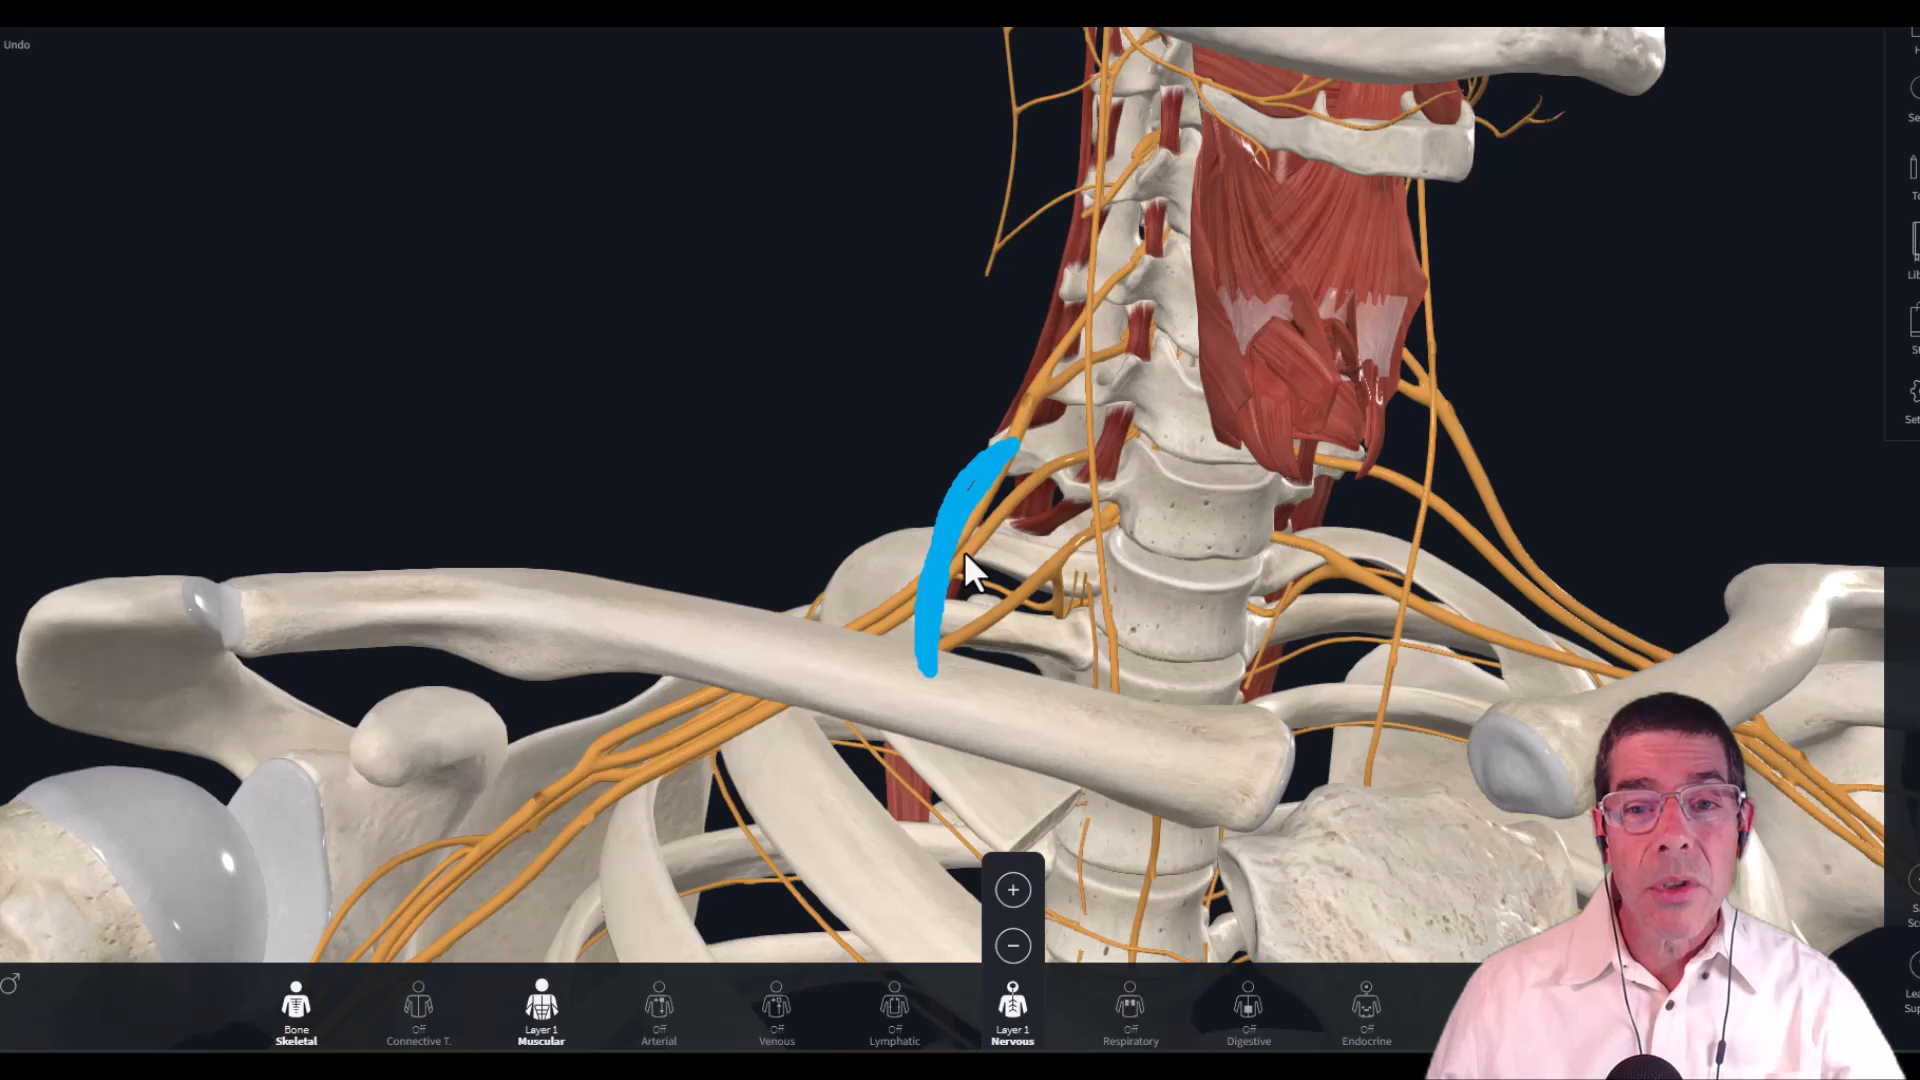 Undo
Bone
Skeletal
Off
Connective T.
Layer 1
Muscular
Off
Arterial
Off
Venous
Off
Lymphatic
Layer 1
Nervous
Off
Respiratory
Off
Digestive
Off
Endocrine